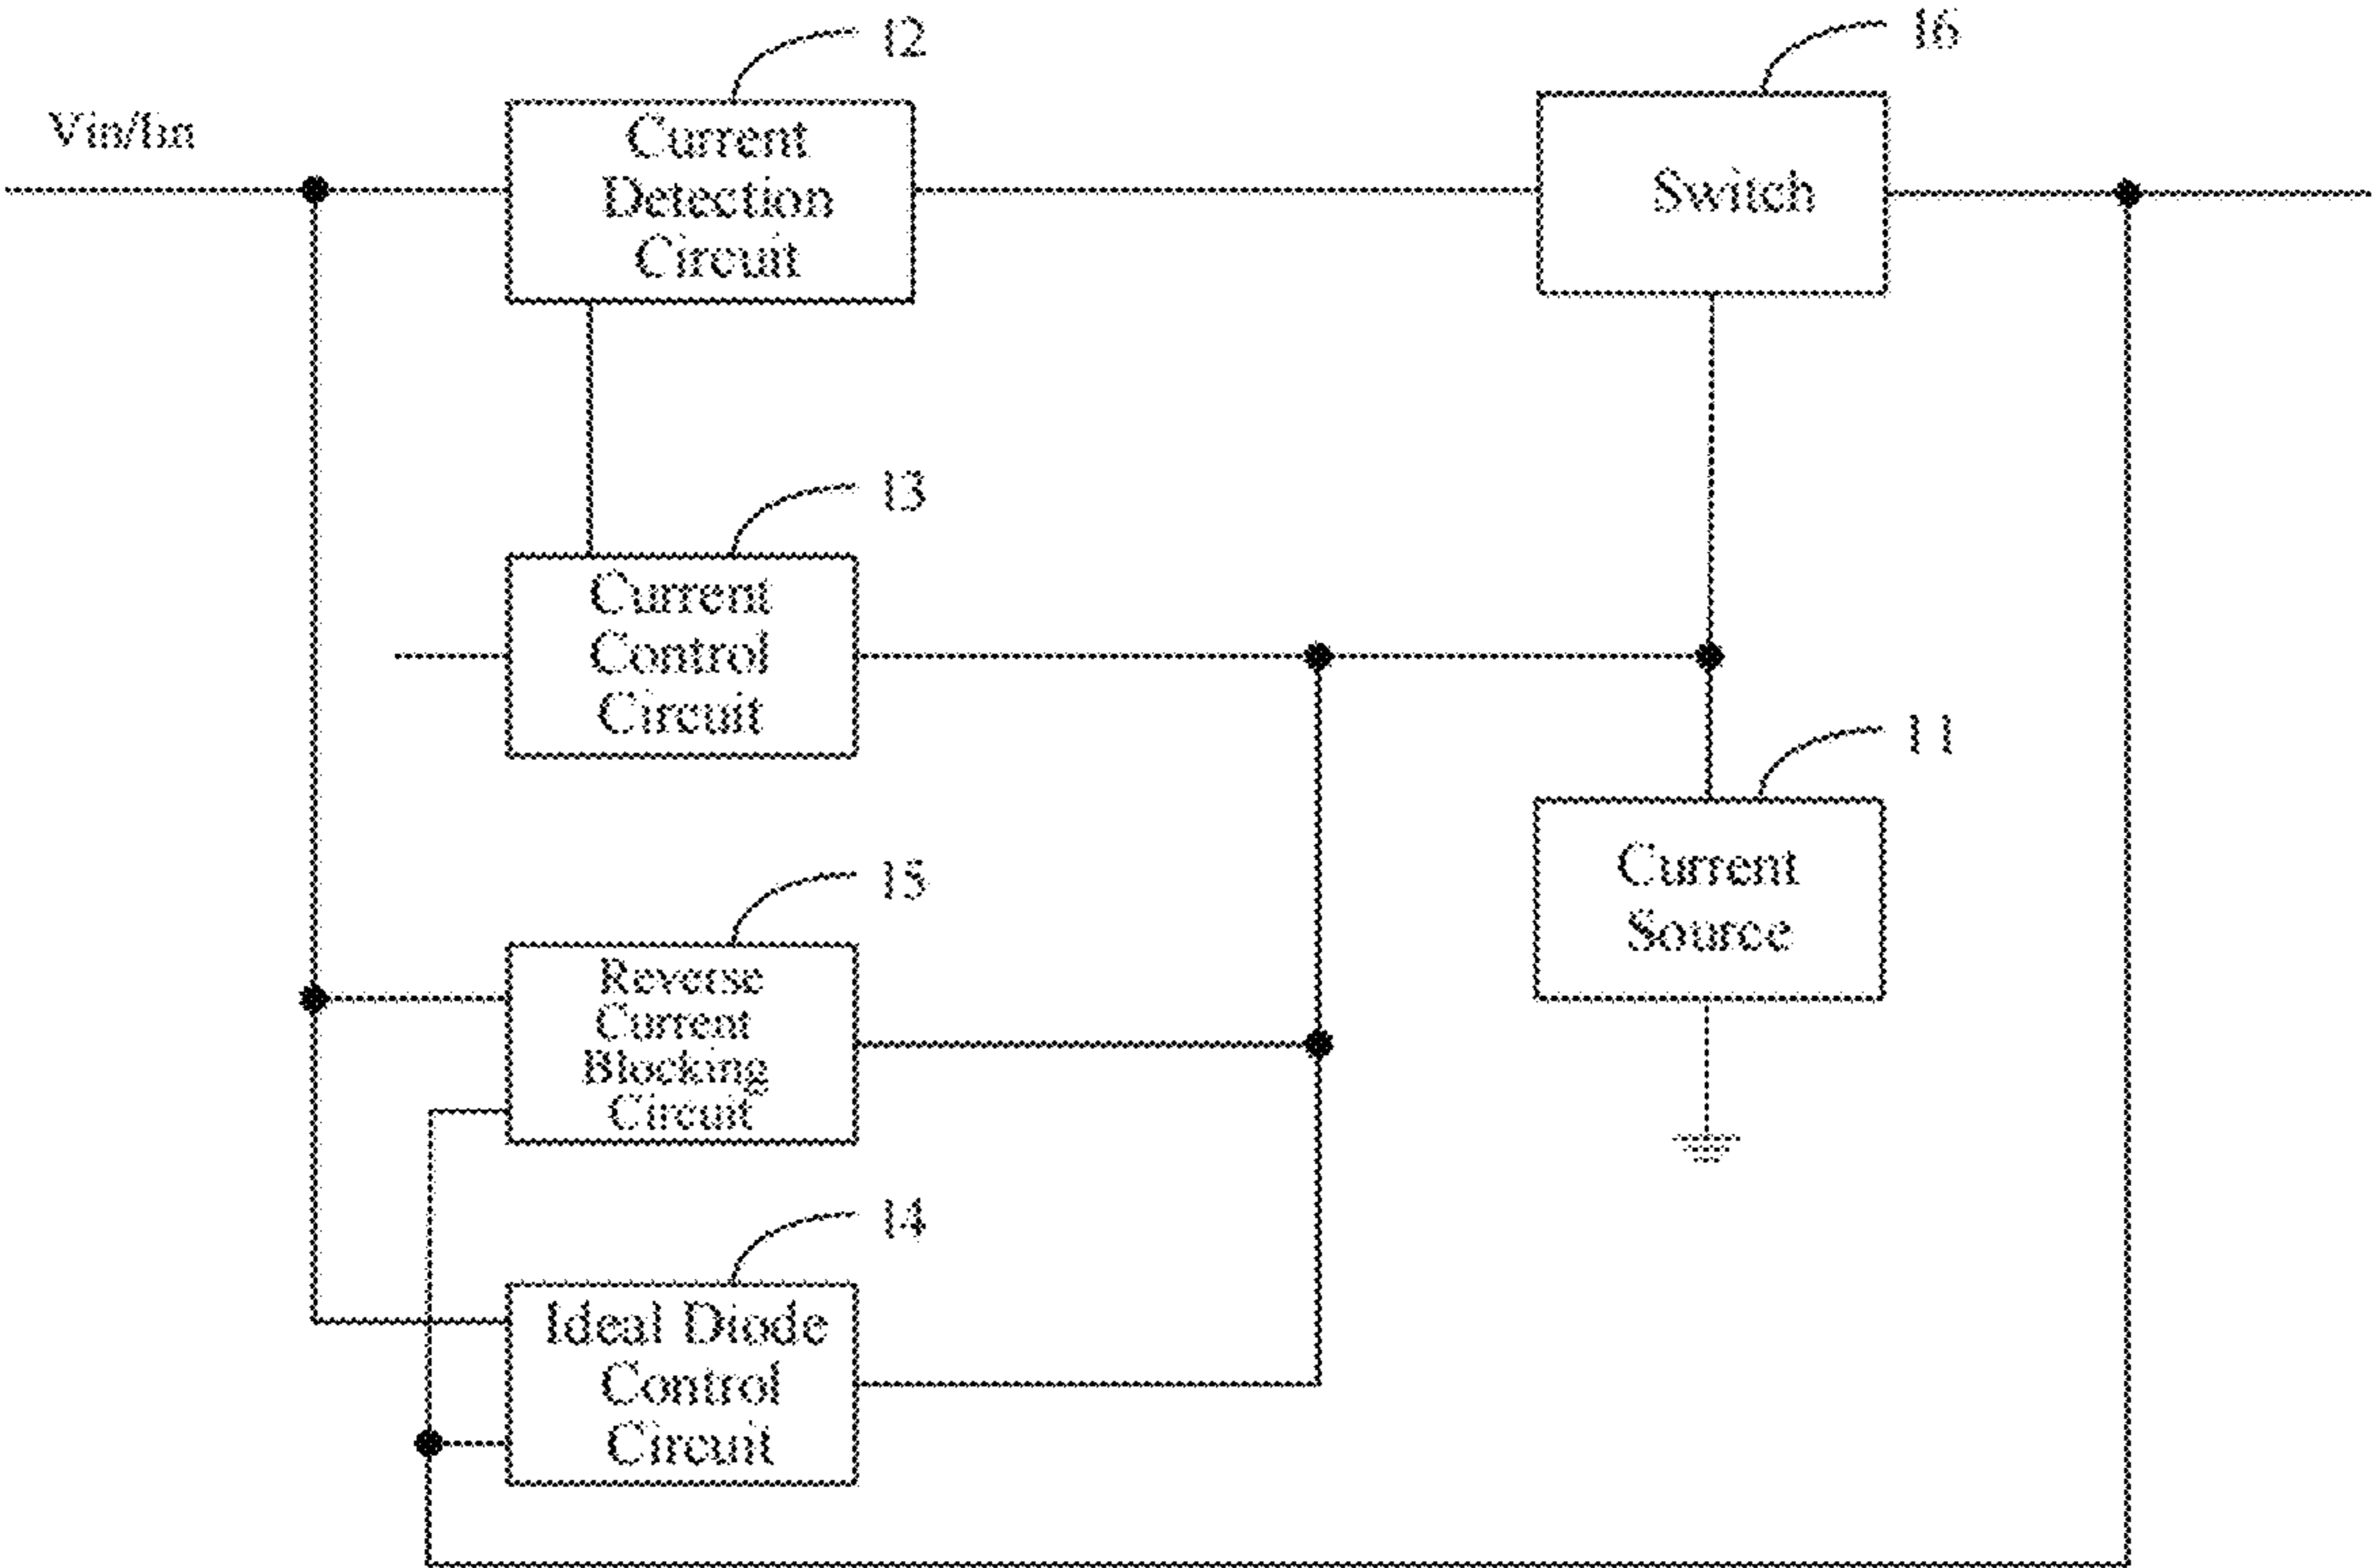 12
16
Vin/Iin
Current
Detection
Circuit
Switch
13
Current
Control
Circuit
11
Current
Source
15
Reverse
Current
Blocking
Circuit
14
Ideal Diode
Control
Circuit